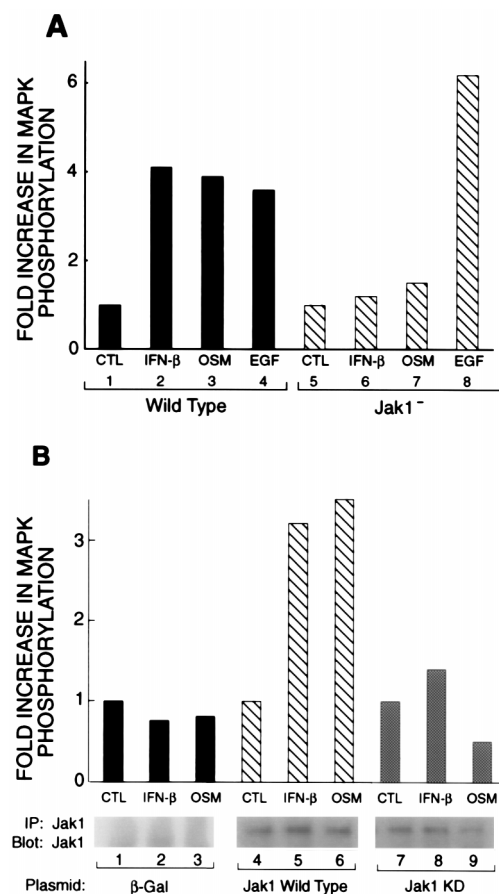 A
FOLD INCREASE IN MAPK
PHOSPHORYLATION
6
4
2
0
CTL IFN-β OSM EGF CTL IFN-β OSM EGF
1 2 3 4 5 6 7 8
Wild Type Jak1⁻
B
FOLD INCREASE IN MAPK
PHOSPHORYLATION
3
2
1
0
CTL IFN-β OSM CTL IFN-β OSM CTL IFN-β OSM
IP: Jak1
Blot: Jak1
1 2 3 4 5 6 7 8 9
Plasmid: β-Gal Jak1 Wild Type Jak1 KD